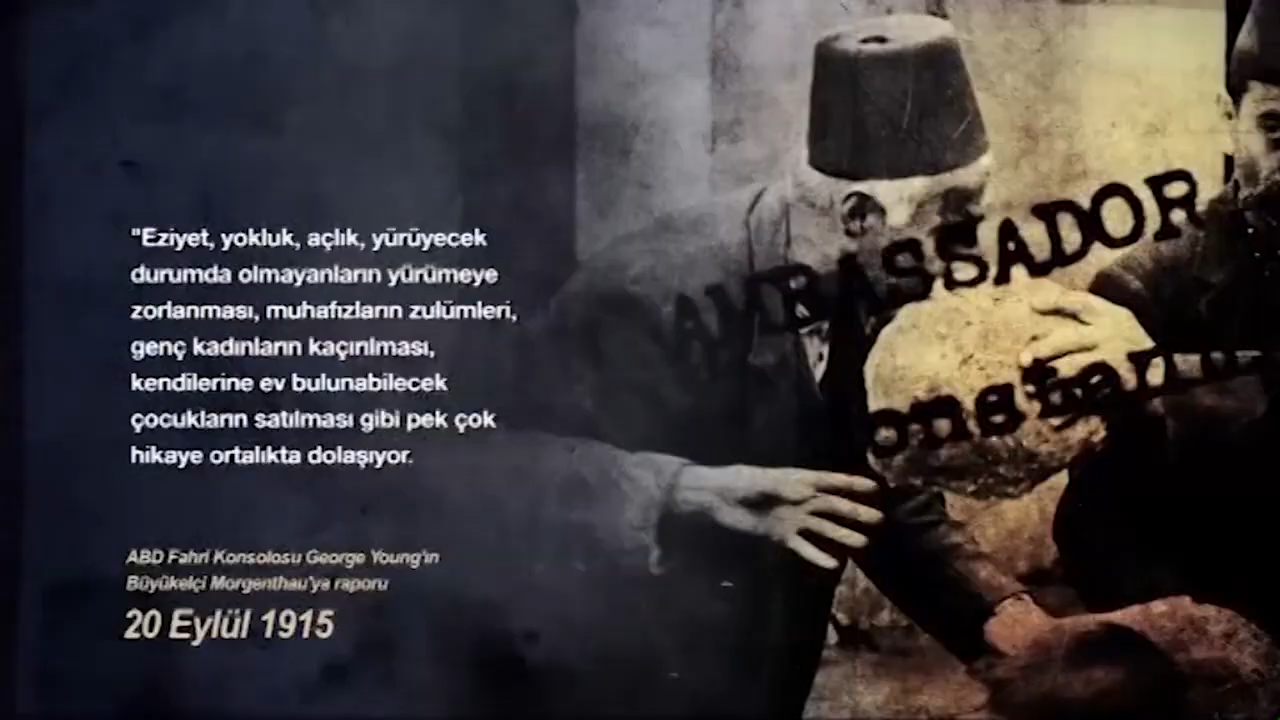 "Eziyet, yokluk, açlık, yürüyecek
durumda olmayanların yürümeye
zorlanması, muhafızların zulümleri,
genç kadınların kaçırılması,
kendilerine ev bulunabilecek
çocukların satılması gibi pek çok
hikaye ortalıkta dolaşıyor.
ABD Fahri Konsolosu George Young'ın
Büyükelçi Morgenthau'ya raporu
20 Eylül 1915
AMBASSADOR